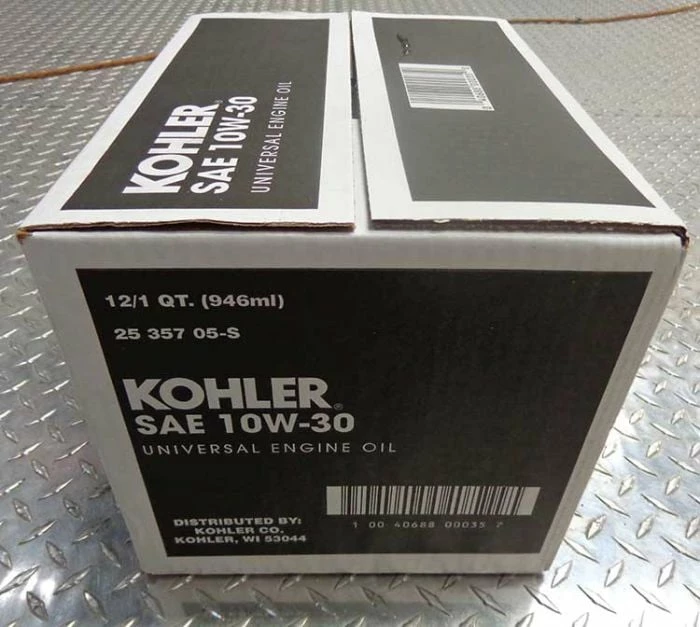 KOHLER
SAE 10W-30
UNIVERSAL ENGINE OIL
12/1 QT. (946ml)
25 357 05-S
KOHLER®
SAE 10W-30
UNIVERSAL ENGINE OIL
DISTRIBUTED BY:
KOHLER CO.
KOHLER, WI 53044
1 00 40688 00035 7